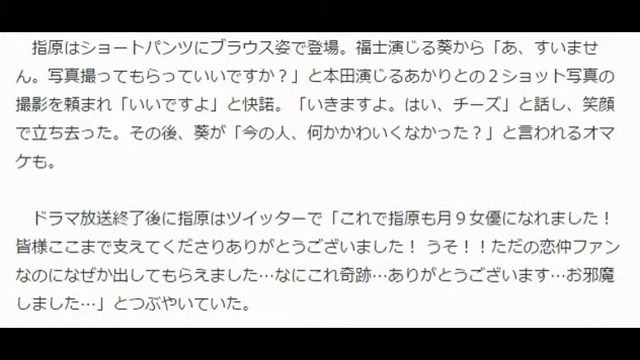 指原はショートパンツにブラウス姿で登場。福士演じる葵から「あ、すいませ
ん。写真撮ってもらっていいですか？」と本田演じるあかりとの２ショット写真の
撮影を頼まれ「いいですよ」と快諾。「いきますよ。はい、チーズ」と話し、笑顔
で立ち去った。その後、葵が「今の人、何かかわいくなかった？」と言われるオマ
ケも。
ドラマ放送終了後に指原はツイッターで「これで指原も月９女優になれました！
皆様ここまで支えてくださりありがとうございました！ うそ！！ただの恋仲ファン
なのになぜか出してもらえました…なにこれ奇跡…ありがとうございます…お邪魔
しました…」とつぶやいていた。